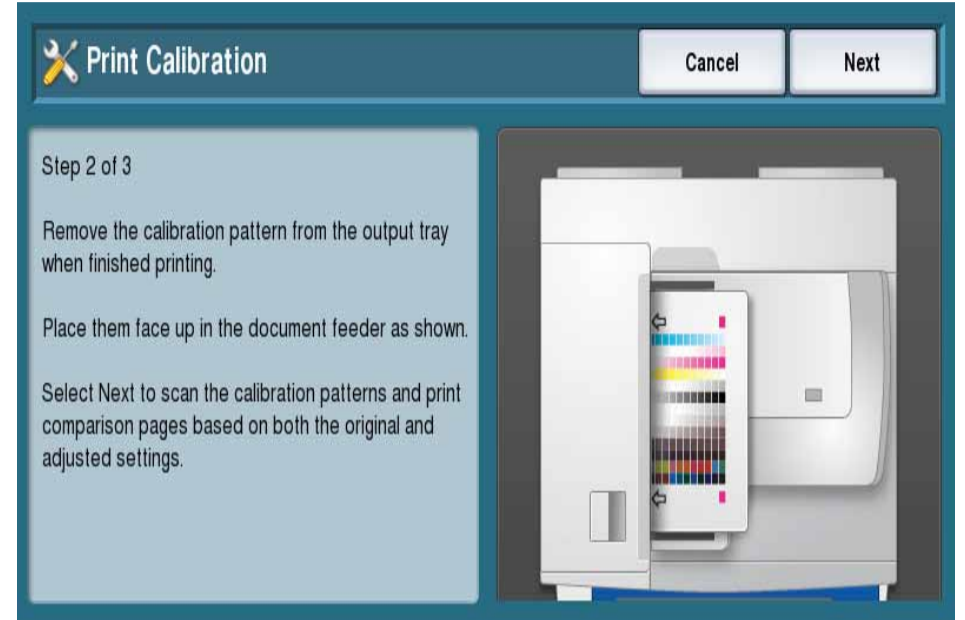 Print Calibration
Cancel
Next
Step 2 of 3
Remove the calibration pattern from the output tray
when finished printing.
Place them face up in the document feeder as shown.
Select Next to scan the calibration patterns and print
comparison pages based on both the original and
adjusted settings.